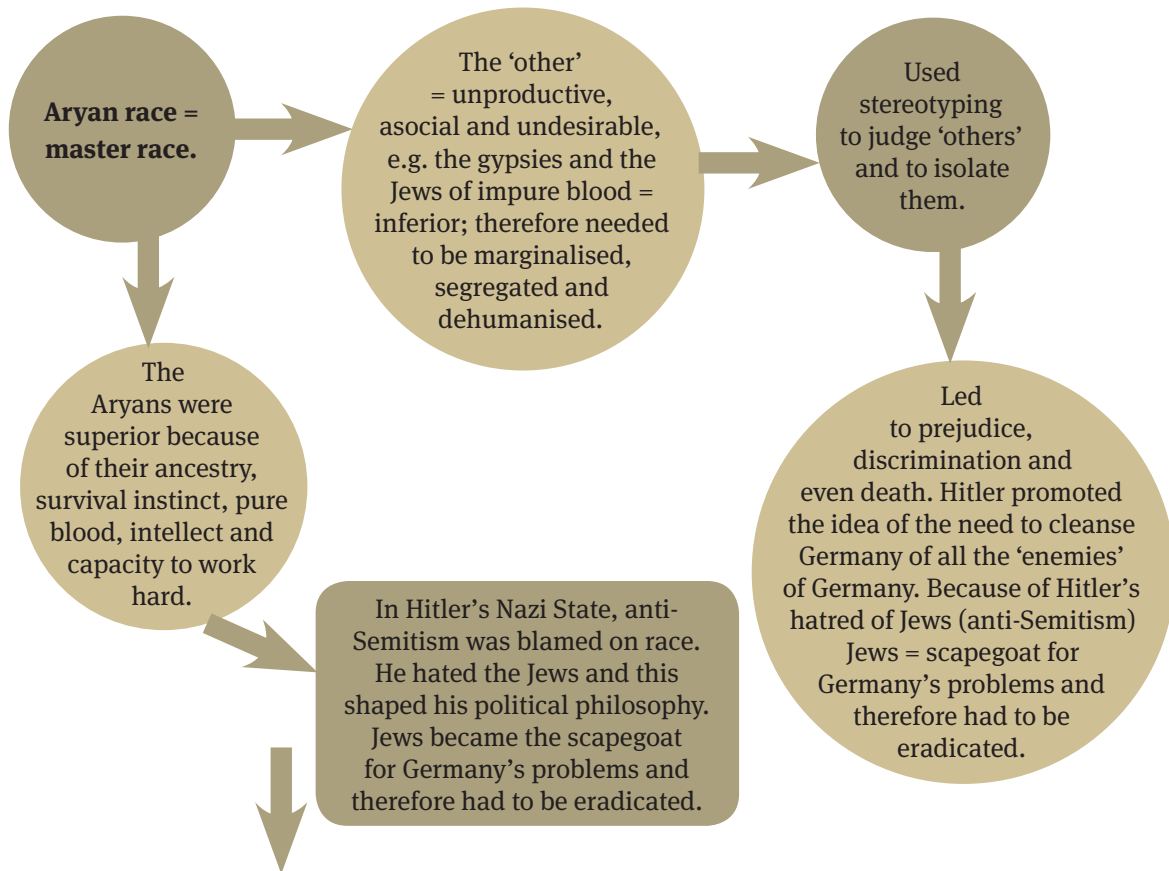 Aryan race =
master race.
The ‘other’
= unproductive,
asocial and undesirable,
e.g. the gypsies and the
Jews of impure blood =
inferior; therefore needed
to be marginalised,
segregated and
dehumanised.
Used
stereotyping
to judge ‘others’
and to isolate
them.
The
Aryans were
superior because
of their ancestry,
survival instinct, pure
blood, intellect and
capacity to work
hard.
Led
to prejudice,
discrimination and
even death. Hitler promoted
the idea of the need to cleanse
Germany of all the ‘enemies’
of Germany. Because of Hitler’s
hatred of Jews (anti-Semitism)
Jews = scapegoat for
Germany’s problems and
therefore had to be
eradicated.
In Hitler’s Nazi State, anti-
Semitism was blamed on race.
He hated the Jews and this
shaped his political philosophy.
Jews became the scapegoat
for Germany’s problems and
therefore had to be eradicated.